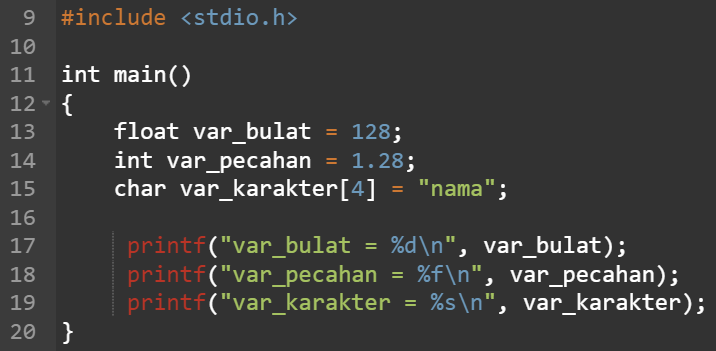 9 #include <stdio.h>
10
11 int main()
12 {
13     float var_bulat = 128;
14     int var_pecahan = 1.28;
15     char var_karakter[4] = "nama";
16
17      printf("var_bulat = %d\n", var_bulat);
18      printf("var_pecahan = %f\n", var_pecahan);
19      printf("var_karakter = %s\n", var_karakter);
20 }